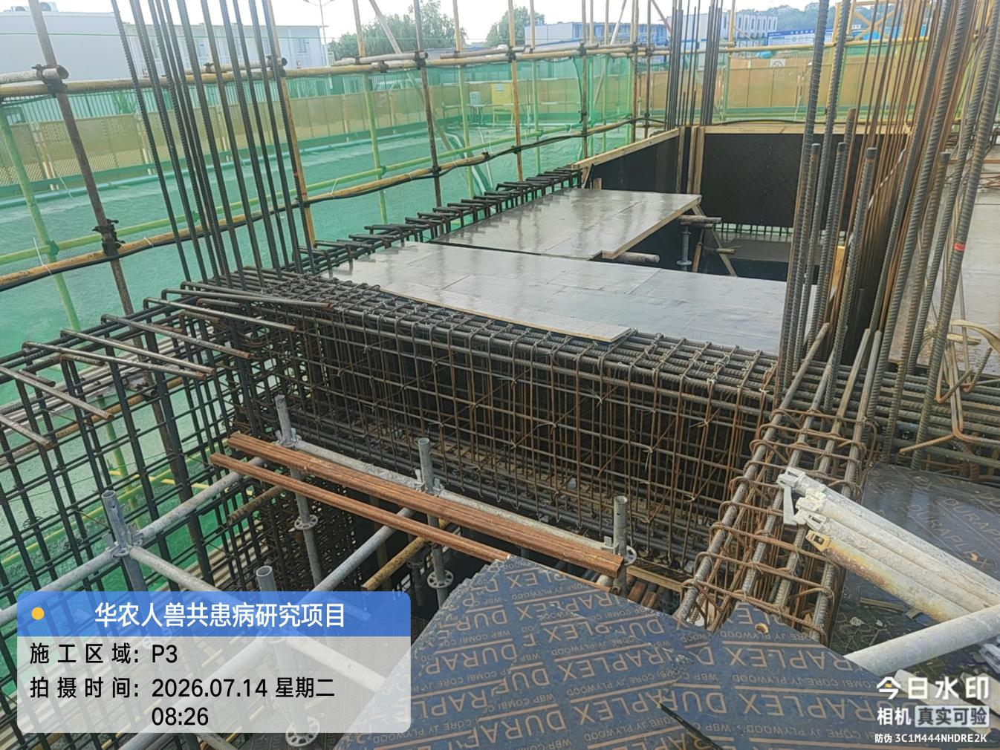 华农人兽共患病研究项目
施工区域: P3
拍摄时间: 2026.07.14 星期二
08:26
DURAPLEX
WBP COMBI CORE JY PLYWOOD
DURAPLEX DURAPLEX
今日水印
相机 真实可验
防伪 3C1M444NHDRE2K